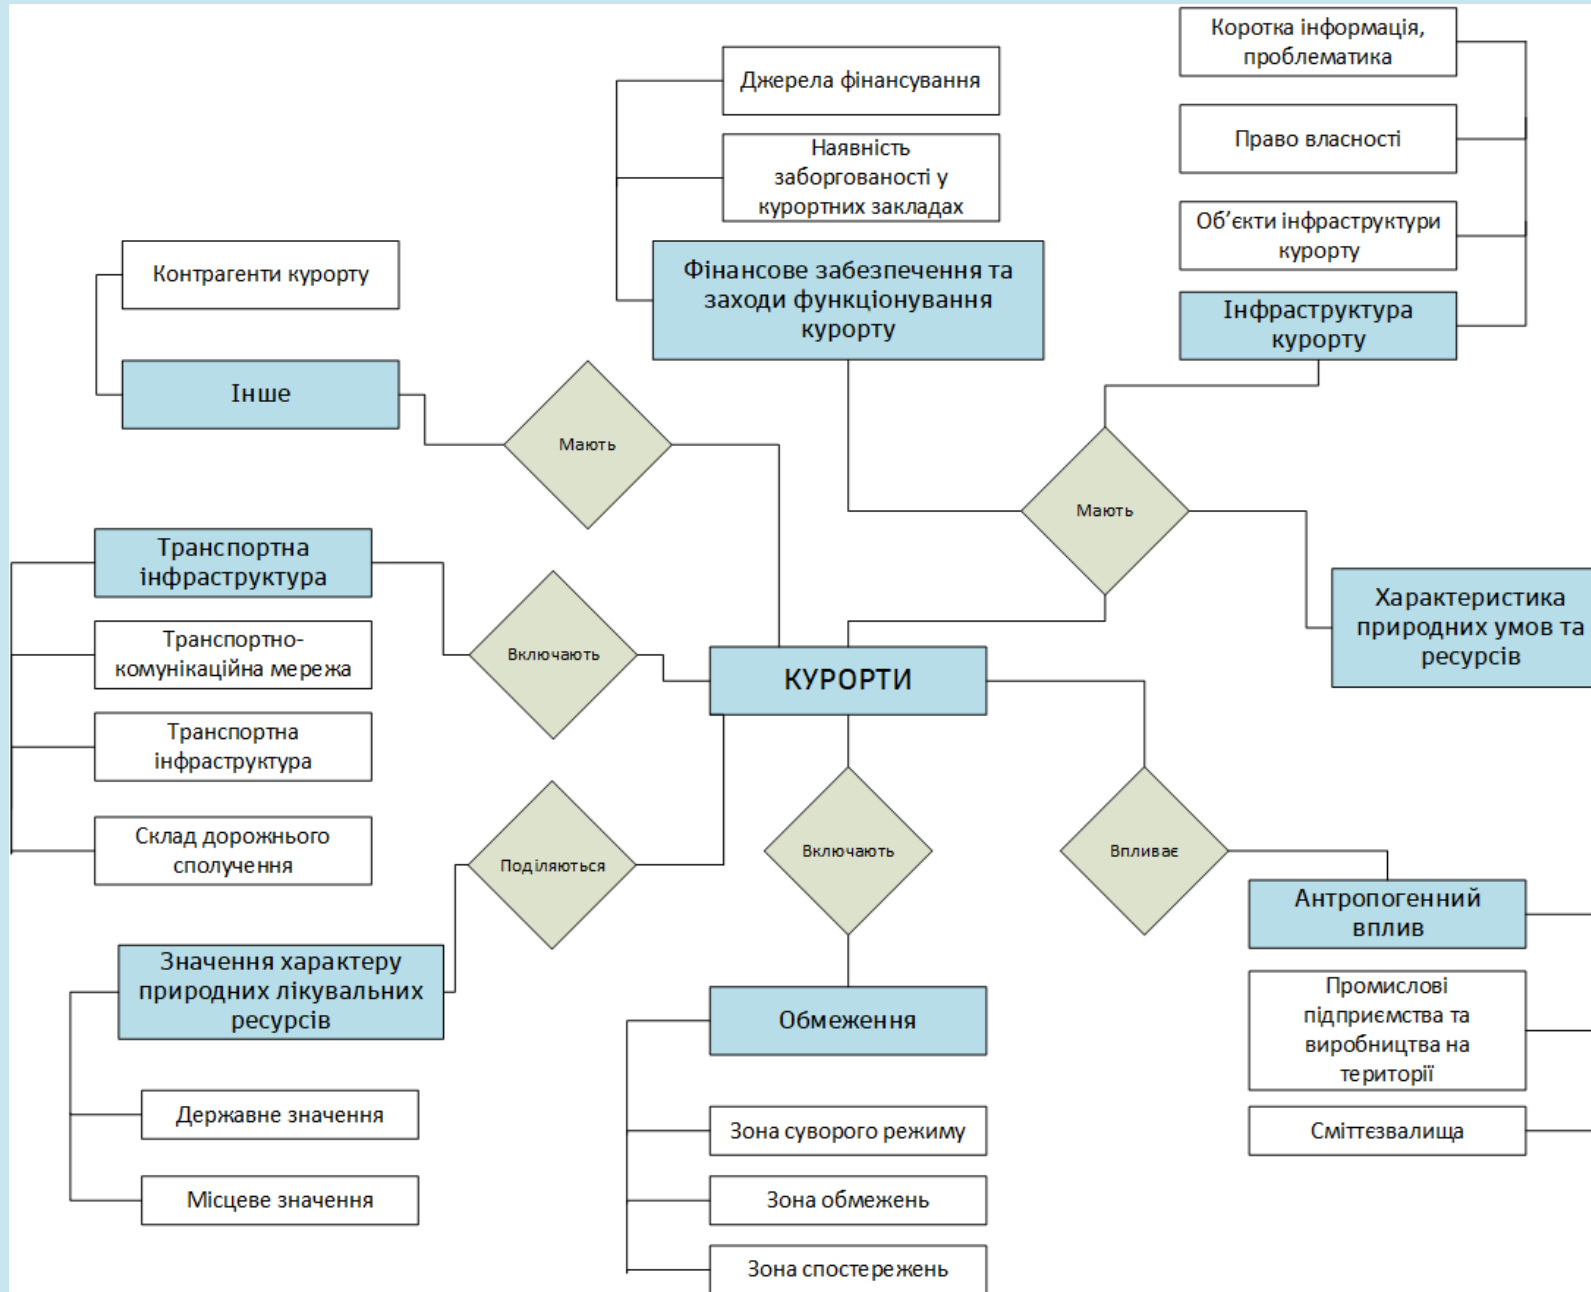 Коротка інформація,
проблематика
Джерела фінансування
Право власності
Наявність
заборгованості у
курортних закладах
Об’єкти інфраструктури
курорту
Контрагенти курорту
Фінансове забезпечення та
заходи функціонування
курорту
Інфраструктура
курорту
Інше
Мають
Мають
Транспортна
інфраструктура
Характеристика
природних умов та
ресурсів
Транспортно-
комунікаційна мережа
Включають
КУРОРТИ
Транспортна
інфраструктура
Склад дорожнього
сполучення
Поділяються
Включають
Впливає
Антропогенний
вплив
Значення характеру
природних лікувальних
ресурсів
Обмеження
Промислові
підприємства та
виробництва на
території
Державне значення
Зона суворого режиму
Сміттєзвалища
Місцеве значення
Зона обмежень
Зона спостережень